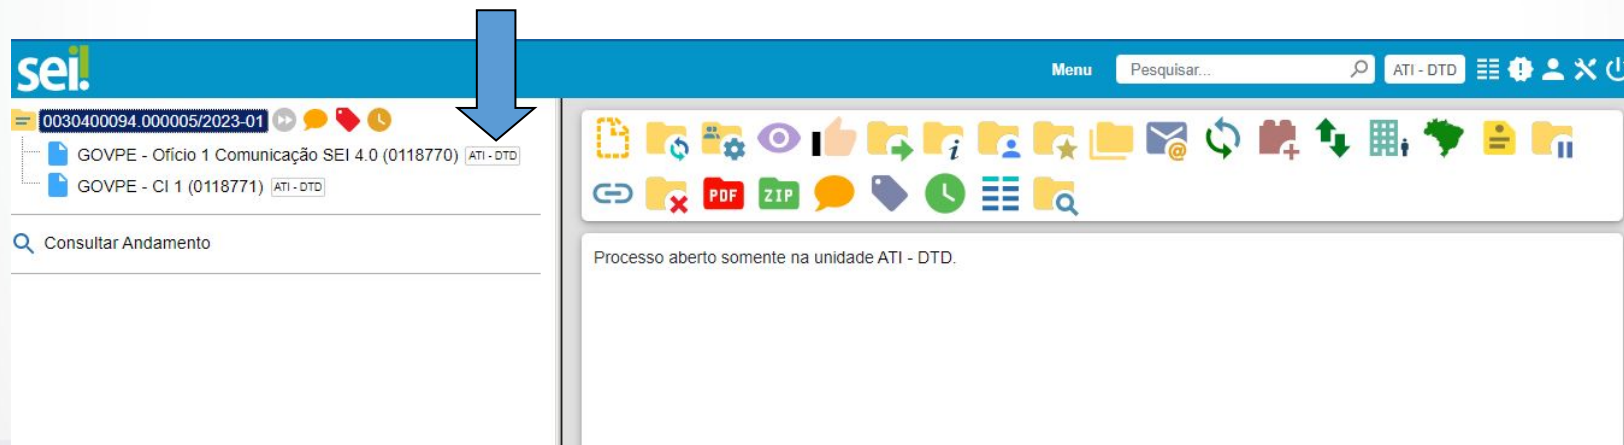 sei!
Menu
Pesquisar...
ATI - DTD
0030400094.000005/2023-01
GOVPE - Ofício 1 Comunicação SEI 4.0 (0118770) ATI - DTD
GOVPE - CI 1 (0118771) ATI - DTD
Consultar Andamento
PDF
ZIP
Processo aberto somente na unidade ATI - DTD.